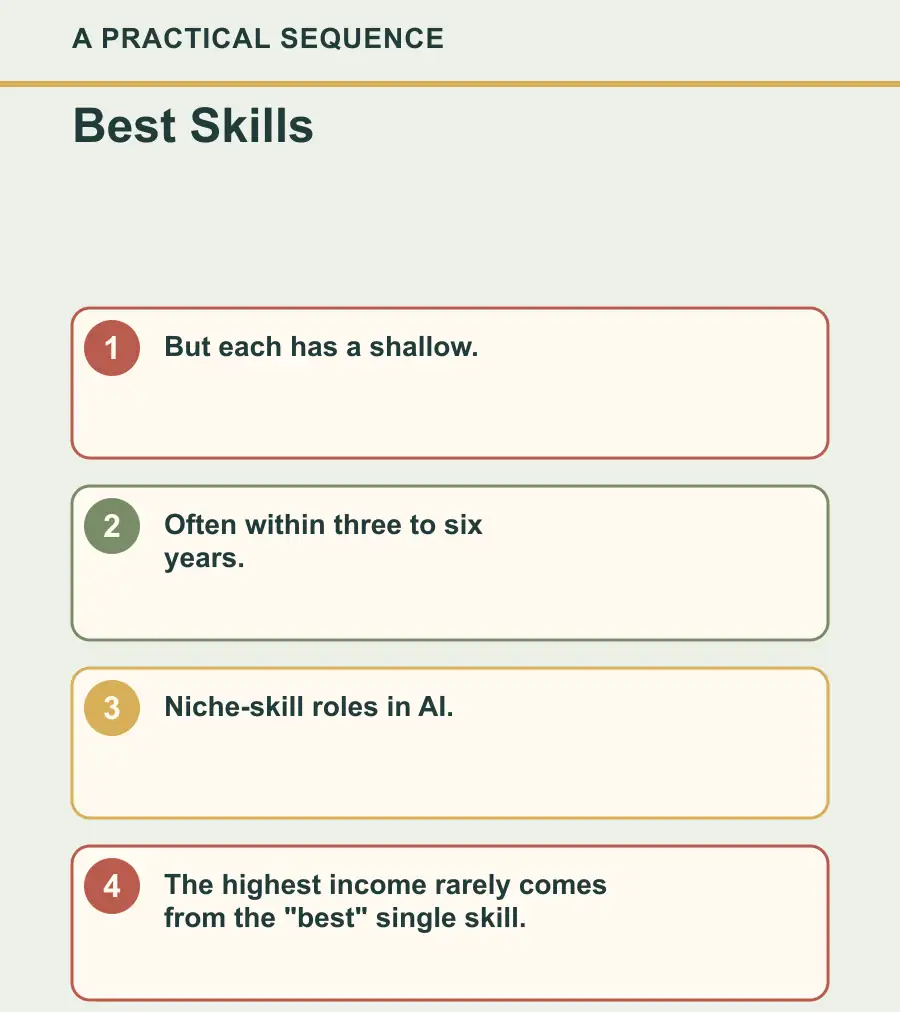 A PRACTICAL SEQUENCE
Best Skills
1
But each has a shallow.
2
Often within three to six
years.
3
Niche-skill roles in AI.
4
The highest income rarely comes
from the "best" single skill.